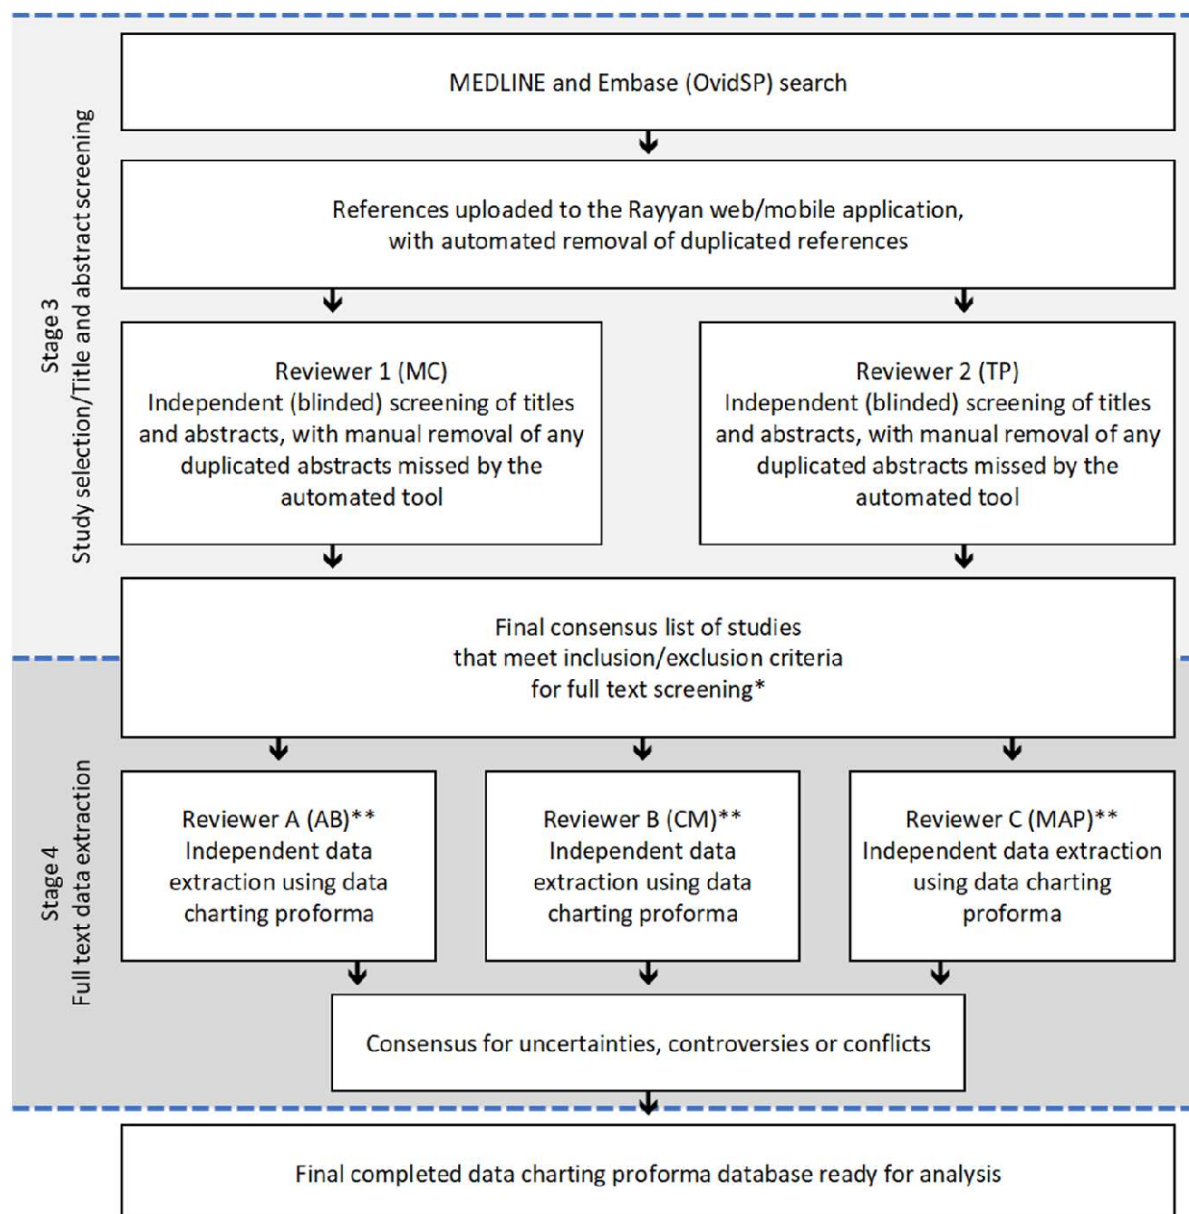 Stage 3
Study selection/Title and abstract screening
MEDLINE and Embase (OvidSP) search
References uploaded to the Rayyan web/mobile application,
with automated removal of duplicated references
Reviewer 1 (MC)
Independent (blinded) screening of titles
and abstracts, with manual removal of any
duplicated abstracts missed by the
automated tool
Reviewer 2 (TP)
Independent (blinded) screening of titles
and abstracts, with manual removal of any
duplicated abstracts missed by the
automated tool
Final consensus list of studies
that meet inclusion/exclusion criteria
for full text screening*
Stage 4
Full text data extraction
Reviewer A (AB)**
Independent data
extraction using data
charting proforma
Reviewer B (CM)**
Independent data
extraction using data
charting proforma
Reviewer C (MAP)**
Independent data extraction
using data charting
proforma
Consensus for uncertainties, controversies or conflicts
Final completed data charting proforma database ready for analysis